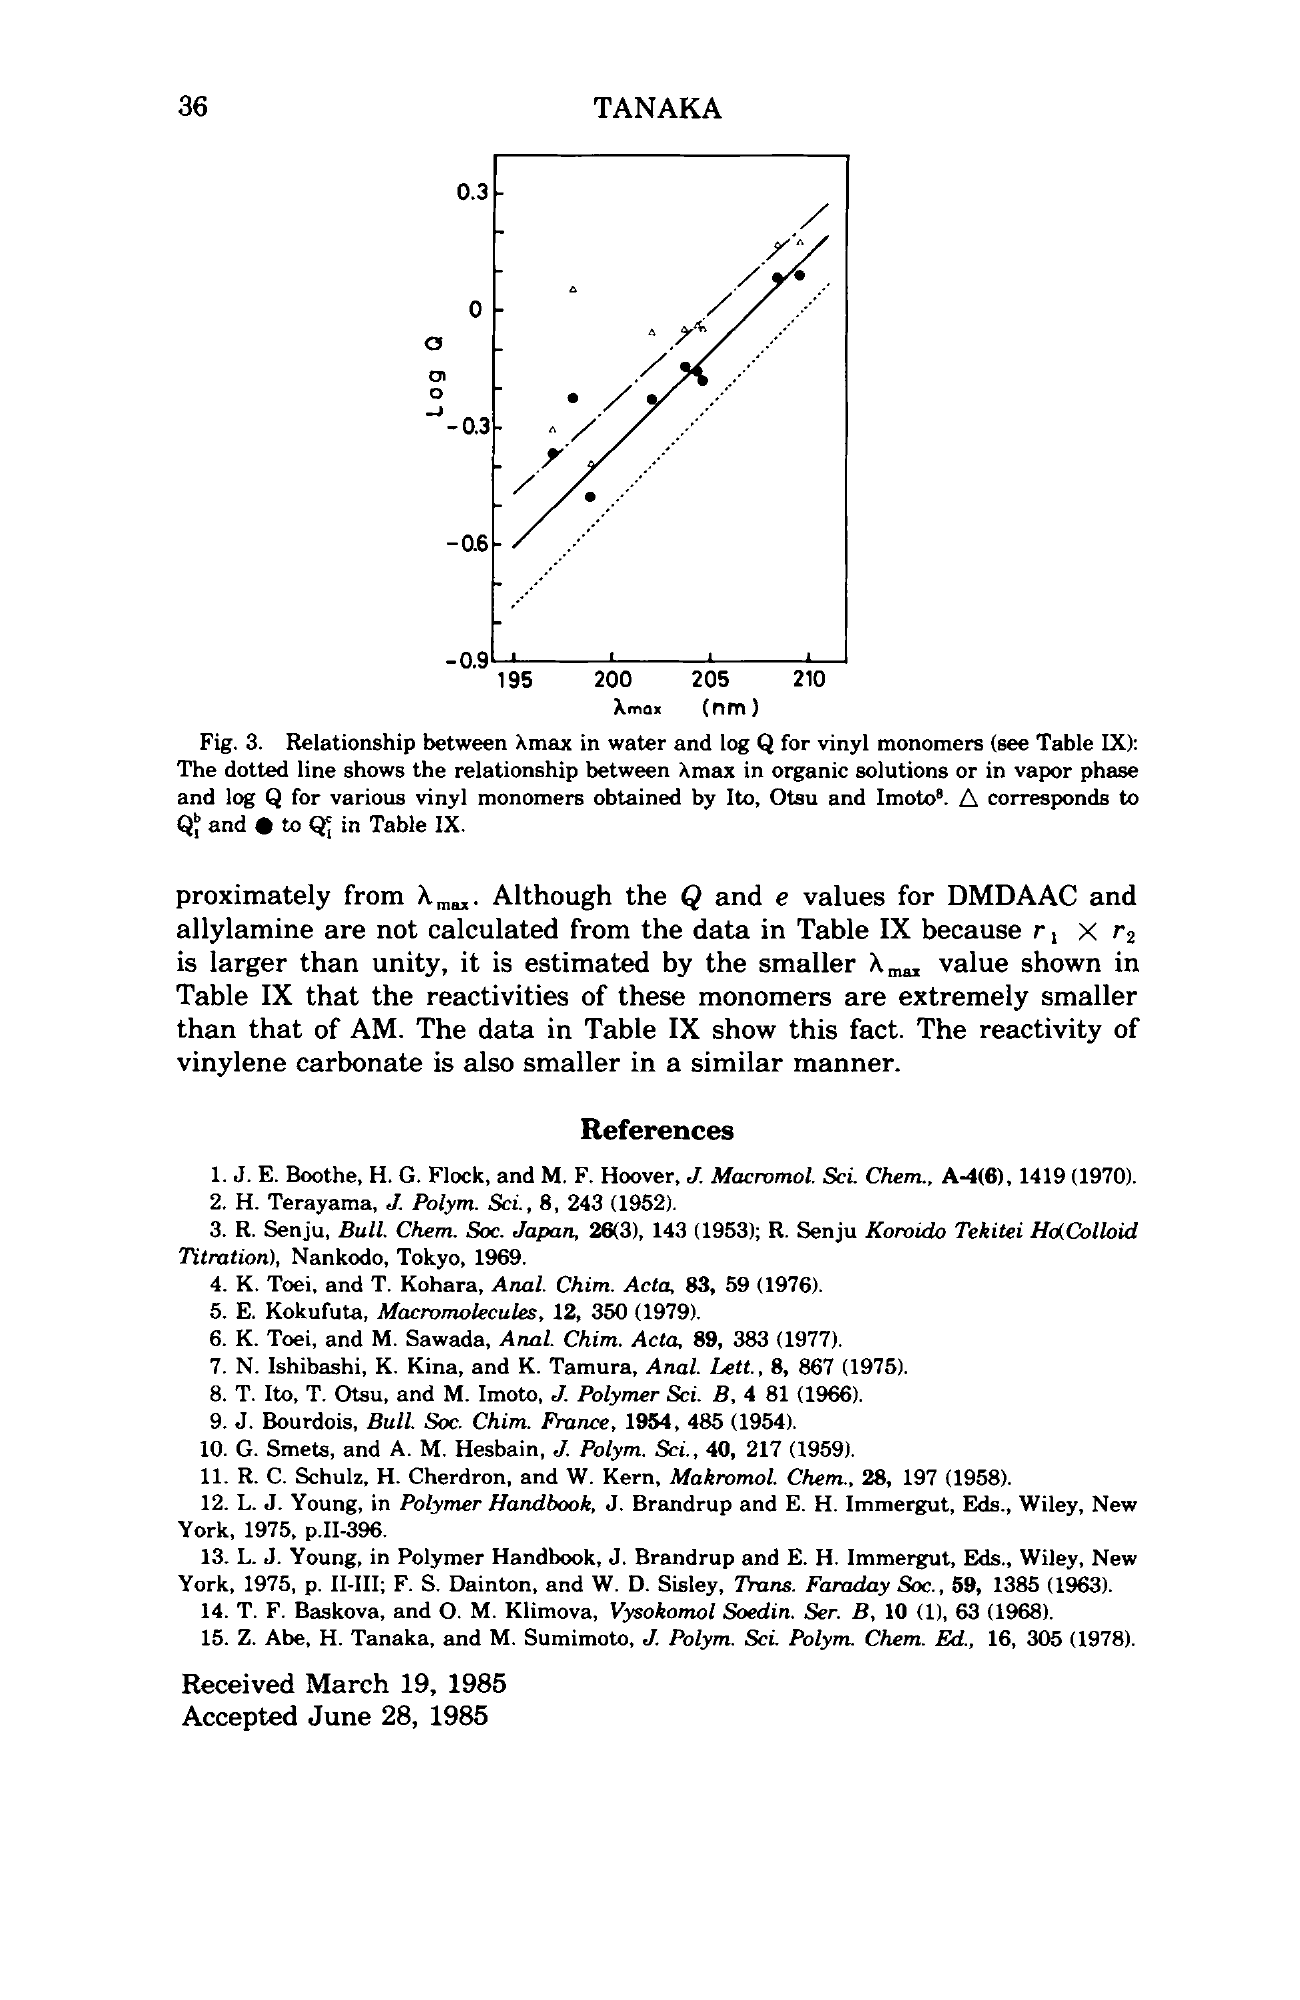 36 TANAKA
0.3
0
-0.3
-0.6
-0.9
Log Q
195 200 205 210
λmax (nm)
Fig. 3. Relationship between λmax in water and log Q for vinyl monomers (see Table IX):
The dotted line shows the relationship between λmax in organic solutions or in vapor phase
and log Q for various vinyl monomers obtained by Ito, Otsu and Imoto⁸. △ corresponds to
Q₁ᵇ and ● to Q₁ᶜ in Table IX.
proximately from λmax. Although the Q and e values for DMDAAC and
allylamine are not calculated from the data in Table IX because r₁ × r₂
is larger than unity, it is estimated by the smaller λmax value shown in
Table IX that the reactivities of these monomers are extremely smaller
than that of AM. The data in Table IX show this fact. The reactivity of
vinylene carbonate is also smaller in a similar manner.
References
1. J. E. Boothe, H. G. Flock, and M. F. Hoover, J. Macromol. Sci. Chem., A-4(6), 1419 (1970).
2. H. Terayama, J. Polym. Sci., 8, 243 (1952).
3. R. Senju, Bull. Chem. Soc. Japan, 26(3), 143 (1953); R. Senju Koroido Tekitei Ho(Colloid
Titration), Nankodo, Tokyo, 1969.
4. K. Toei, and T. Kohara, Anal. Chim. Acta, 83, 59 (1976).
5. E. Kokufuta, Macromolecules, 12, 350 (1979).
6. K. Toei, and M. Sawada, Anal. Chim. Acta, 89, 383 (1977).
7. N. Ishibashi, K. Kina, and K. Tamura, Anal. Lett., 8, 867 (1975).
8. T. Ito, T. Otsu, and M. Imoto, J. Polymer Sci. B, 4 81 (1966).
9. J. Bourdois, Bull. Soc. Chim. France, 1954, 485 (1954).
10. G. Smets, and A. M. Hesbain, J. Polym. Sci., 40, 217 (1959).
11. R. C. Schulz, H. Cherdron, and W. Kern, Makromol. Chem., 28, 197 (1958).
12. L. J. Young, in Polymer Handbook, J. Brandrup and E. H. Immergut, Eds., Wiley, New
York, 1975, p.II-396.
13. L. J. Young, in Polymer Handbook, J. Brandrup and E. H. Immergut, Eds., Wiley, New
York, 1975, p. II-III; F. S. Dainton, and W. D. Sisley, Trans. Faraday Soc., 59, 1385 (1963).
14. T. F. Baskova, and O. M. Klimova, Vysokomol Soedin. Ser. B, 10 (1), 63 (1968).
15. Z. Abe, H. Tanaka, and M. Sumimoto, J. Polym. Sci. Polym. Chem. Ed., 16, 305 (1978).
Received March 19, 1985
Accepted June 28, 1985